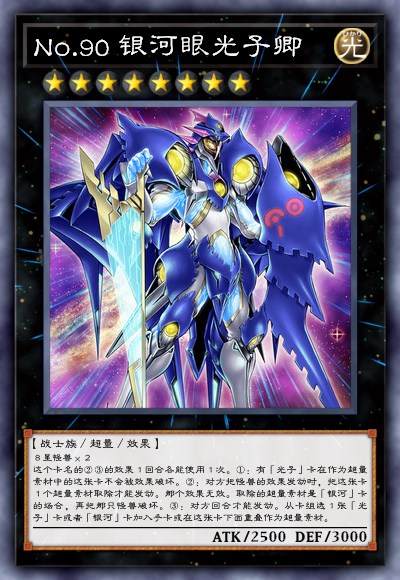 No.90 银河眼光子卿
光
ひかり
【战士族／超量／效果】
8星怪兽×2
这个卡名的②③的效果1回合各能使用1次。①：有「光子」卡在作为超量
素材中的这张卡不会被效果破坏。②：对方把怪兽的效果发动时，把这张卡
1个超量素材取除才能发动。那个效果无效。取除的超量素材是「银河」卡
的场合，再把那只怪兽破坏。③：对方回合才能发动。从卡组选1张「光
子」卡或者「银河」卡加入手卡或在这张卡下面重叠作为超量素材。
ATK/2500 DEF/3000